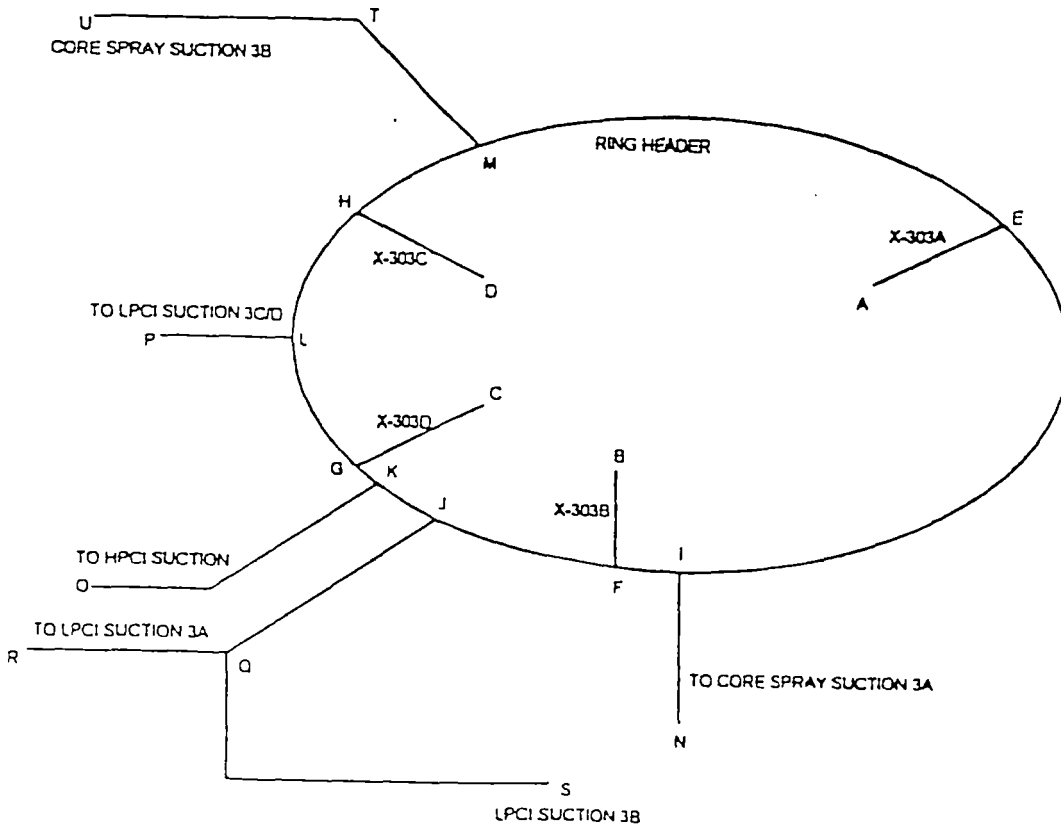 U
T
CORE SPRAY SUCTION 3B
RING HEADER
M
H
E
X-303A
X-303C
D
A
TO LPCI SUCTION 3C/D
P
L
C
X-303D
B
G
K
J
X-303B
I
TO HPCI SUCTION
O
F
TO LPCI SUCTION 3A
R
Q
TO CORE SPRAY SUCTION 3A
N
S
LPCI SUCTION 3B